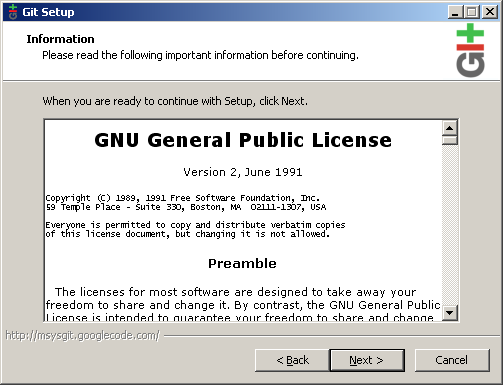 Git Setup
Information
Please read the following important information before continuing.
Git
When you are ready to continue with Setup, click Next.
GNU General Public License
Version 2, June 1991
Copyright (C) 1989, 1991 Free Software Foundation, Inc.
59 Temple Place - Suite 330, Boston, MA 02111-1307, USA
Everyone is permitted to copy and distribute verbatim copies
of this license document, but changing it is not allowed.
Preamble
The licenses for most software are designed to take away your
freedom to share and change it. By contrast, the GNU General Public
License is intended to guarantee your freedom to share and change
http://msysgit.googlecode.com/
< Back
Next >
Cancel